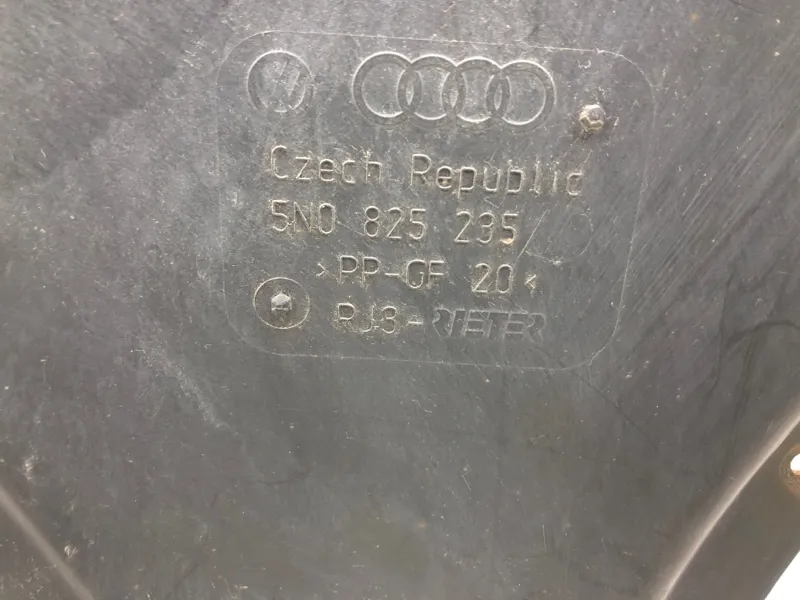 Czech Republic
5N0 825 235
>PP-GF 20<
RJ3-RIETER